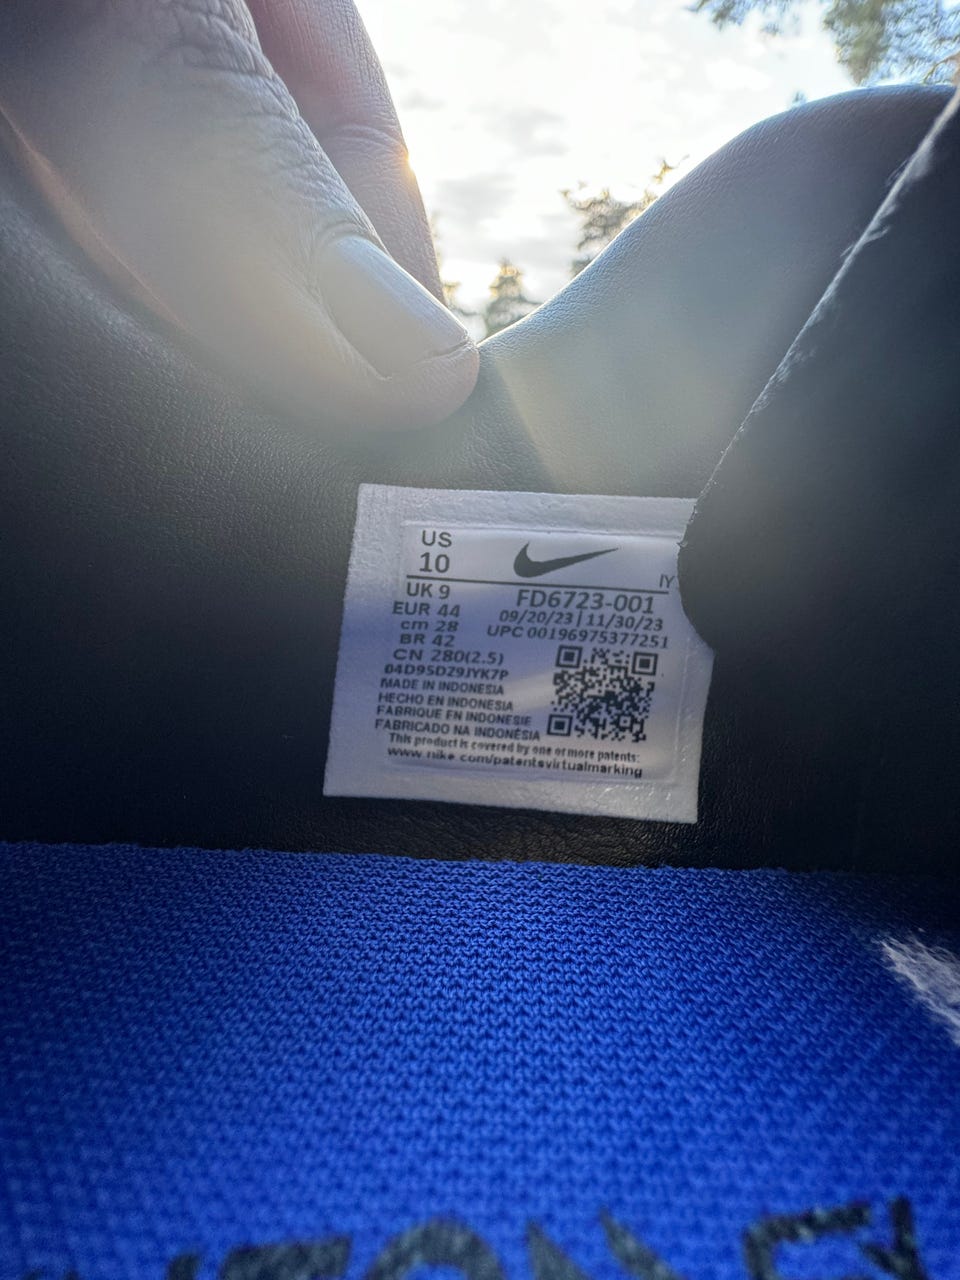 US
10
IY
UK 9
FD6723-001
EUR 44
09/20/23 | 11/30/23
cm 28
UPC 00196975377251
BR 42
CN 280(2.5)
04D95DZ9JYK7P
MADE IN INDONESIA
HECHO EN INDONESIA
FABRIQUE EN INDONESIE
FABRICADO NA INDONÉSIA
This product is covered by one or more patents:
www.nike.com/patentsvirtualmarking